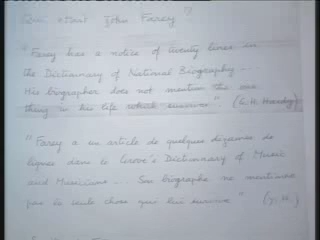 Qui était John Farey ?
"Farey has a notice of twenty lines in
the Dictionnary of National Biography ...
His biographer does not mention the one
thing in his life which survives" (G. H. Hardy)
"Farey a un article de quelques dizaines de
lignes dans le Grove's Dictionnary of Music
and Musicians ... Son biographe ne mentionne
pas la seule chose qui lui survive"